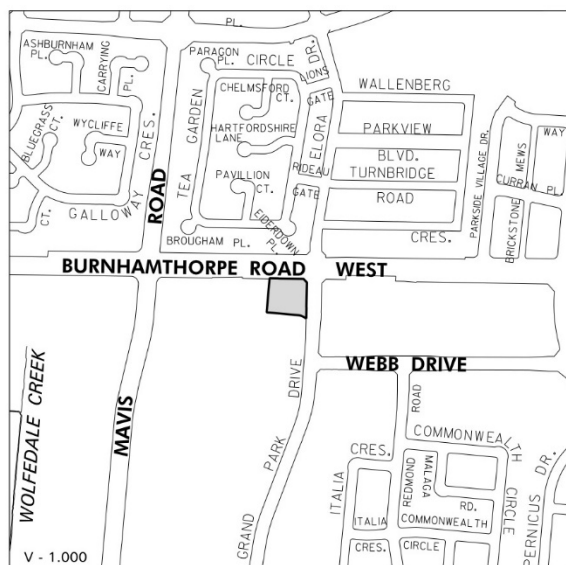 PL.
ASHBURNHAM
PL.
CARRYING
PL.
PARAGON
PL.
CIRCLE
DR.
LIONS
GATE
WALLENBERG
CHELMSFORD
CT.
BLUEGRASS
CT.
WYCLIFFE
WAY
CRES.
TEA GARDEN
HARTFORDSHIRE
LANE
ELORA
PARKVIEW
BLVD.
TURNBRIDGE
RIDEAU
GATE
PARKSIDE VILLAGE DR.
MEWS
WAY
CURRAN PL.
PAVILLION
CT.
ROAD
BRICKSTONE
CT.
GALLOWAY
ROAD
EIDERDOWN
PL.
BROUGHAM PL.
CRES.
BURNHAMTHORPE ROAD WEST
WEBB DRIVE
WOLFEDALE CREEK
MAVIS
GRAND PARK DRIVE
ROAD
COMMONWEALTH
CIRCLE
CRES.
ITALIA
REDMOND
MALAGA
RD.
ITALIA
COMMONWEALTH
CRES.
CIRCLE
DR.
V - 1.000